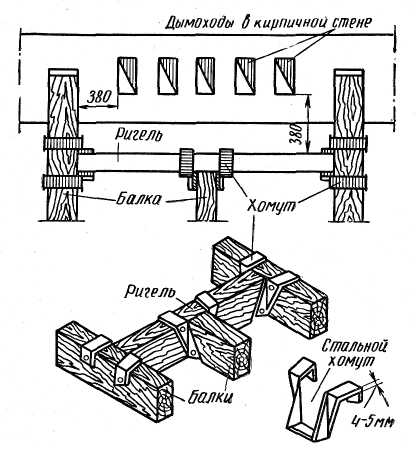 Дымоходы в кирпичной стене
380
380
Ригель
Балка
Хомут
Ригель
Стальной
хомут
Балки
4-5мм